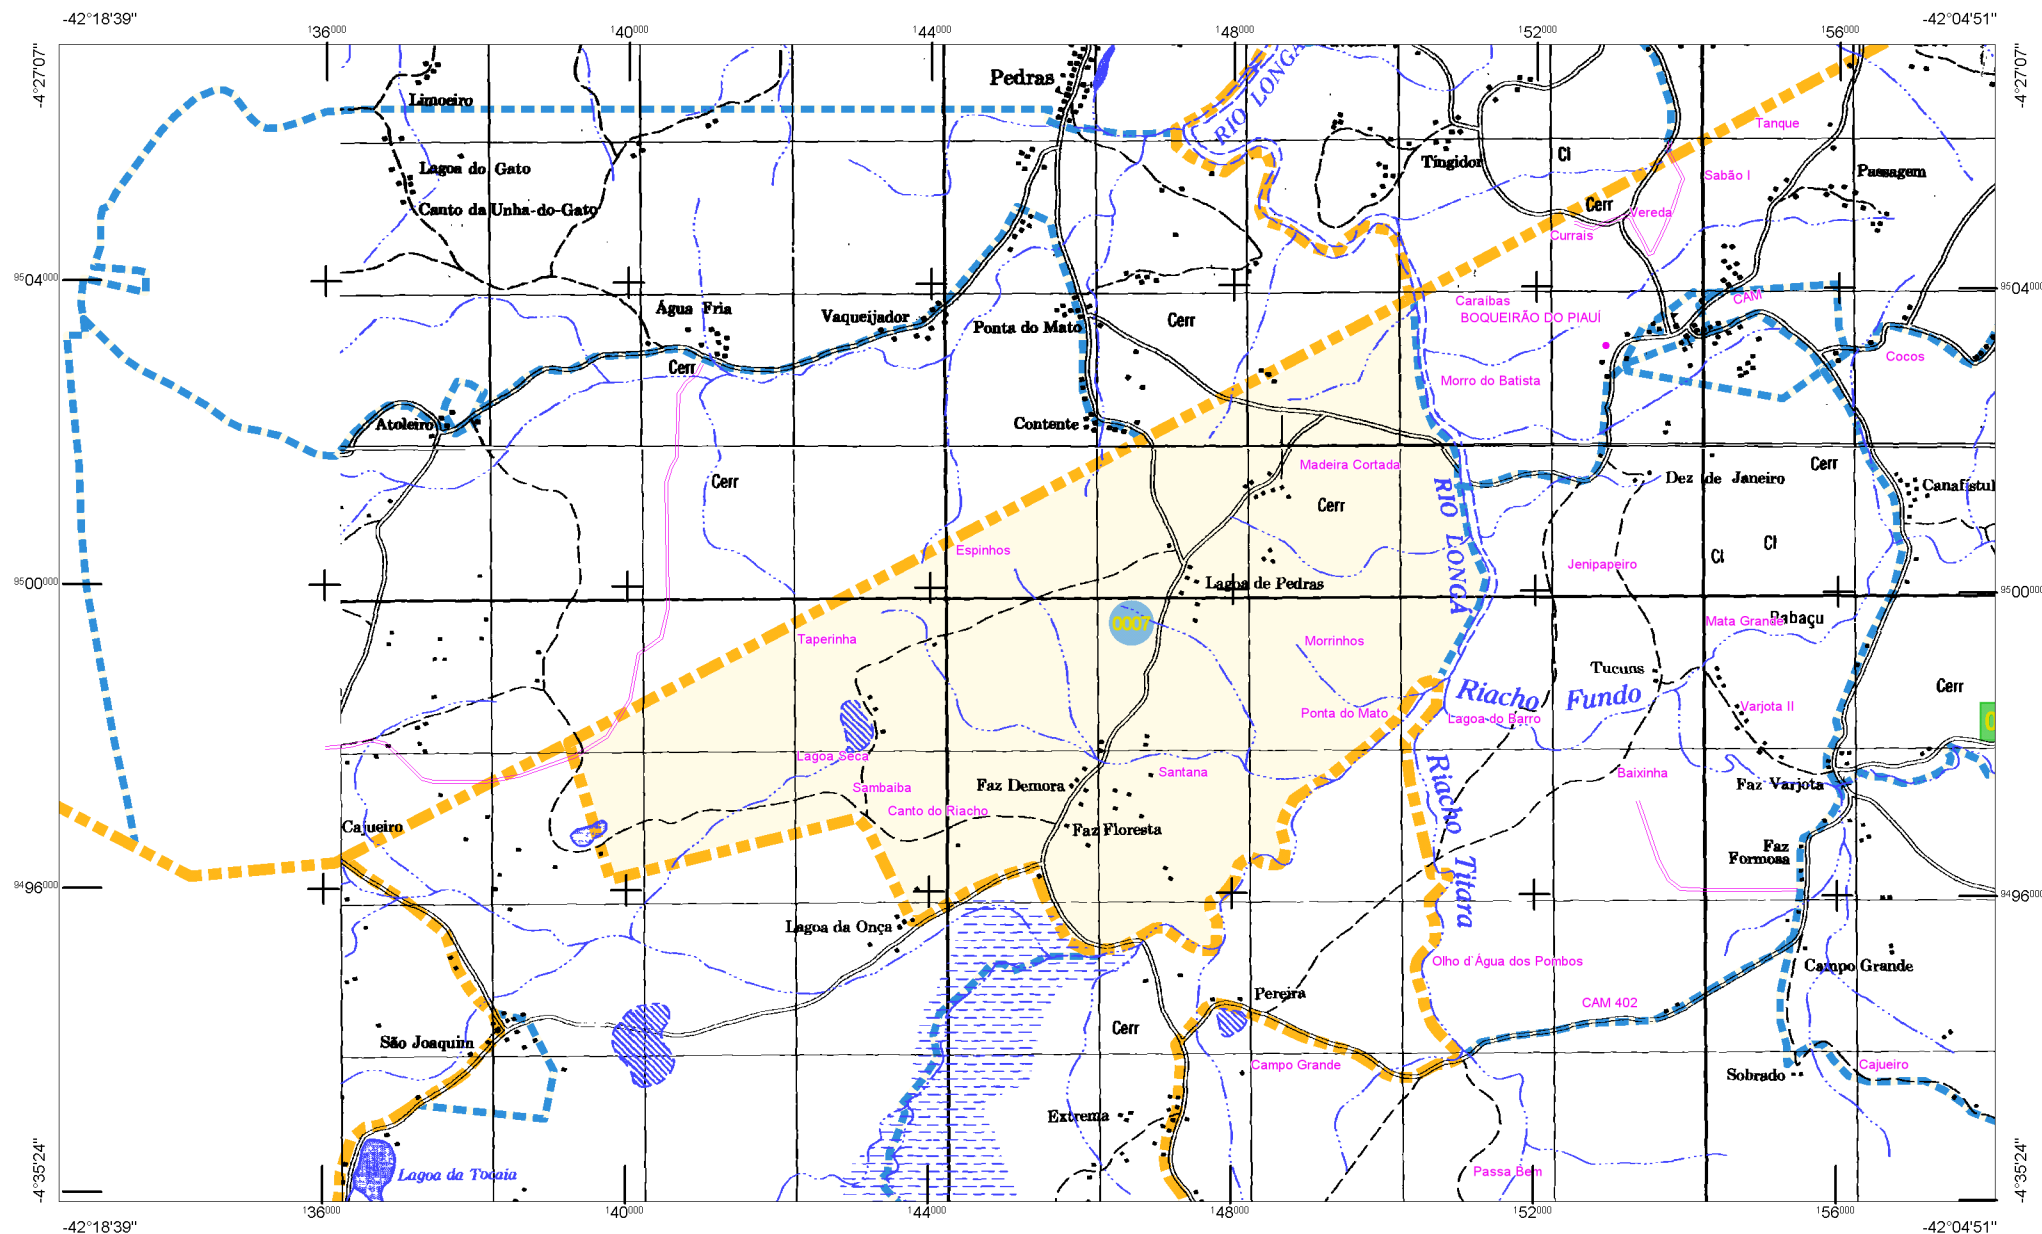 -42°18'39"
-42°04'51"
136000
140000
144000
148000
152000
156000
-4°27'07"
-4°27'07"
Pedras
RIO LONGA
RIO LONGA
Limoeiro
Tanque
Lagoa do Gato
Tingidor
Cl
Sabão I
Passagem
Canto da Unha-do-Gato
Cerr
Vereda
Currais
9504000
9504000
Água Fria
Vaqueijador
Ponta do Mato
Cerr
Caraíbas
CAM
BOQUEIRÃO DO PIAUÍ
Cocos
Cerr
Morro do Batista
Atoleiro
Contente
Madeira Cortada
Cerr
Cerr
Cerr
RIO LONGÁ
Dez de Janeiro
Canafistul
Espinhos
Cl
Cl
Jenipapeiro
9500000
9500000
Lagoa de Pedras
0007
Taperinha
Morrinhos
Mata Grande
Babaçu
Tucuns
Riacho Fundo
Cerr
Ponta do Mato
Lagoa do Barro
Varjota II
0
Lagoa Seca
Santana
Riacho Titara
Baixinha
Sambaiba
Faz Demora
Faz Varjota
Canto do Riacho
Cajueiro
Faz Floresta
Faz
Formosa
9496000
9496000
Lagoa da Onça
Olho d'Água dos Pombos
Campo Grande
Pereira
CAM 402
São Joaquim
Cerr
Campo Grande
Sobrado
Cajueiro
Extrema
Lagoa da Tocaia
Passa Bem
-4°35'24"
-4°35'24"
136000
140000
144000
148000
152000
156000
-42°18'39"
-42°04'51"